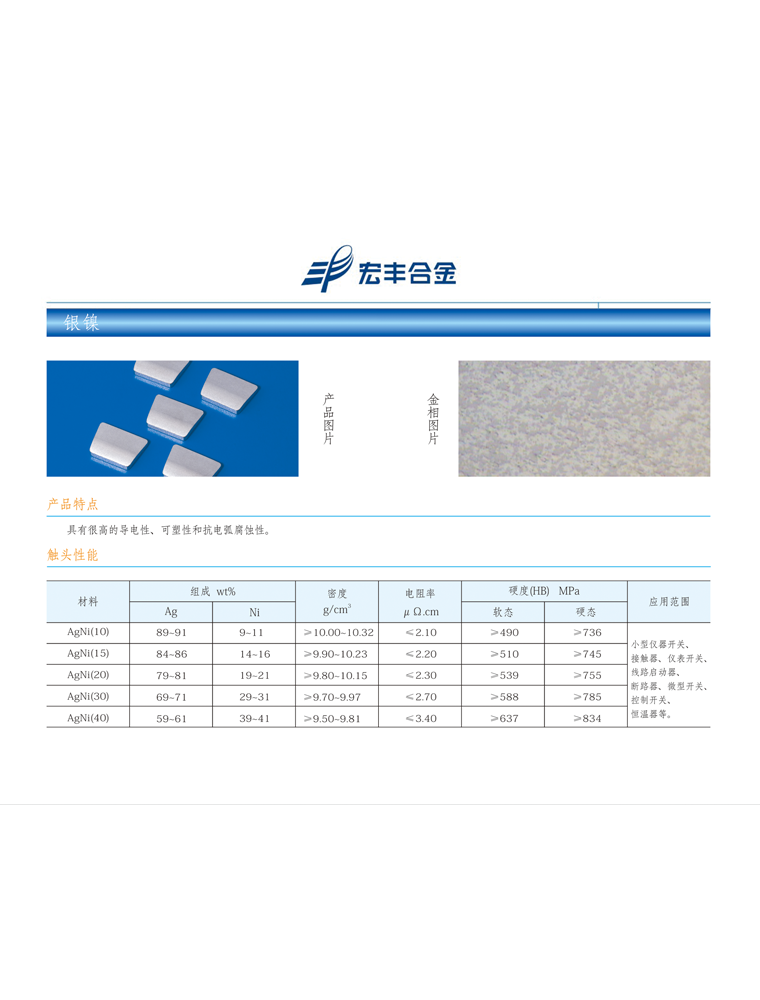 宏丰合金
银镍
产品图片
金相图片
产品特点
具有很高的导电性、可塑性和抗电弧腐蚀性。
触头性能
材料 组成 wt% 密度 g/cm³ 电阻率 μΩ.cm 硬度(HB) MPa 应用范围
Ag Ni 软态 硬态
AgNi(10) 89~91 9~11 ≥10.00~10.32 ≤2.10 ≥490 ≥736
AgNi(15) 84~86 14~16 ≥9.90~10.23 ≤2.20 ≥510 ≥745
AgNi(20) 79~81 19~21 ≥9.80~10.15 ≤2.30 ≥539 ≥755
AgNi(30) 69~71 29~31 ≥9.70~9.97 ≤2.70 ≥588 ≥785
AgNi(40) 59~61 39~41 ≥9.50~9.81 ≤3.40 ≥637 ≥834
小型仪器开关、
接触器、仪表开关、
线路启动器、
断路器、微型开关、
控制开关、
恒温器等。